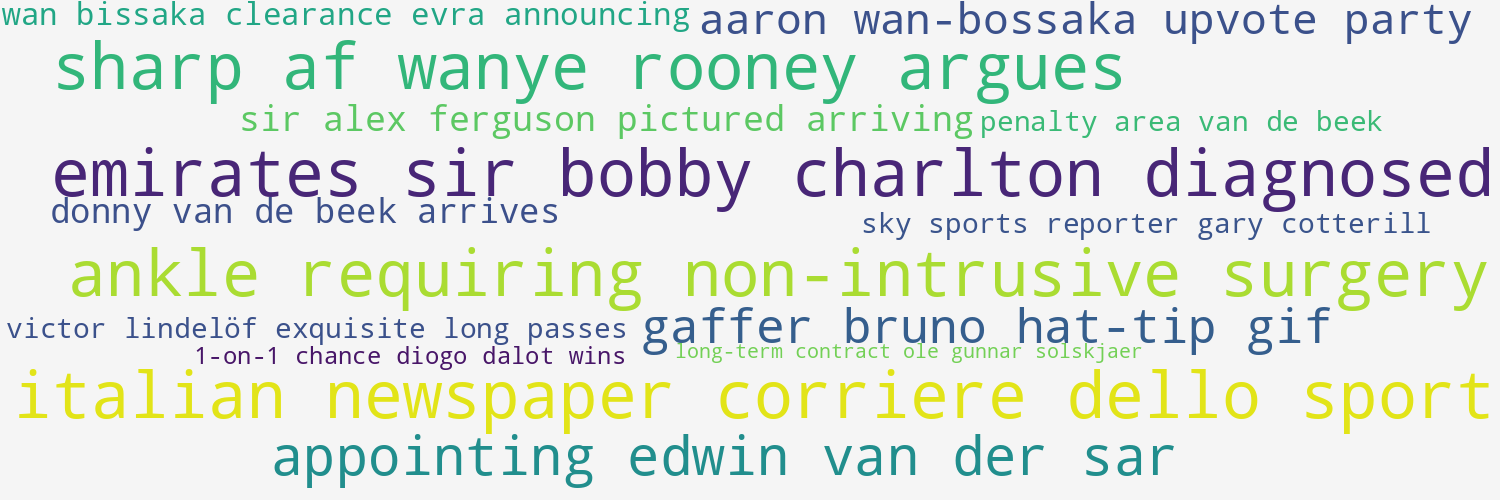 wan bissaka clearance evra announcing
aaron wan-bossaka upvote party
sharp af wanye rooney argues
sir alex ferguson pictured arriving
penalty area van de beek
emirates sir bobby charlton diagnosed
donny van de beek arrives
sky sports reporter gary cotterill
ankle requiring non-intrusive surgery
victor lindelöf exquisite long passes
gaffer bruno hat-tip gif
1-on-1 chance diogo dalot wins
long-term contract ole gunnar solskjaer
italian newspaper corriere dello sport
appointing edwin van der sar